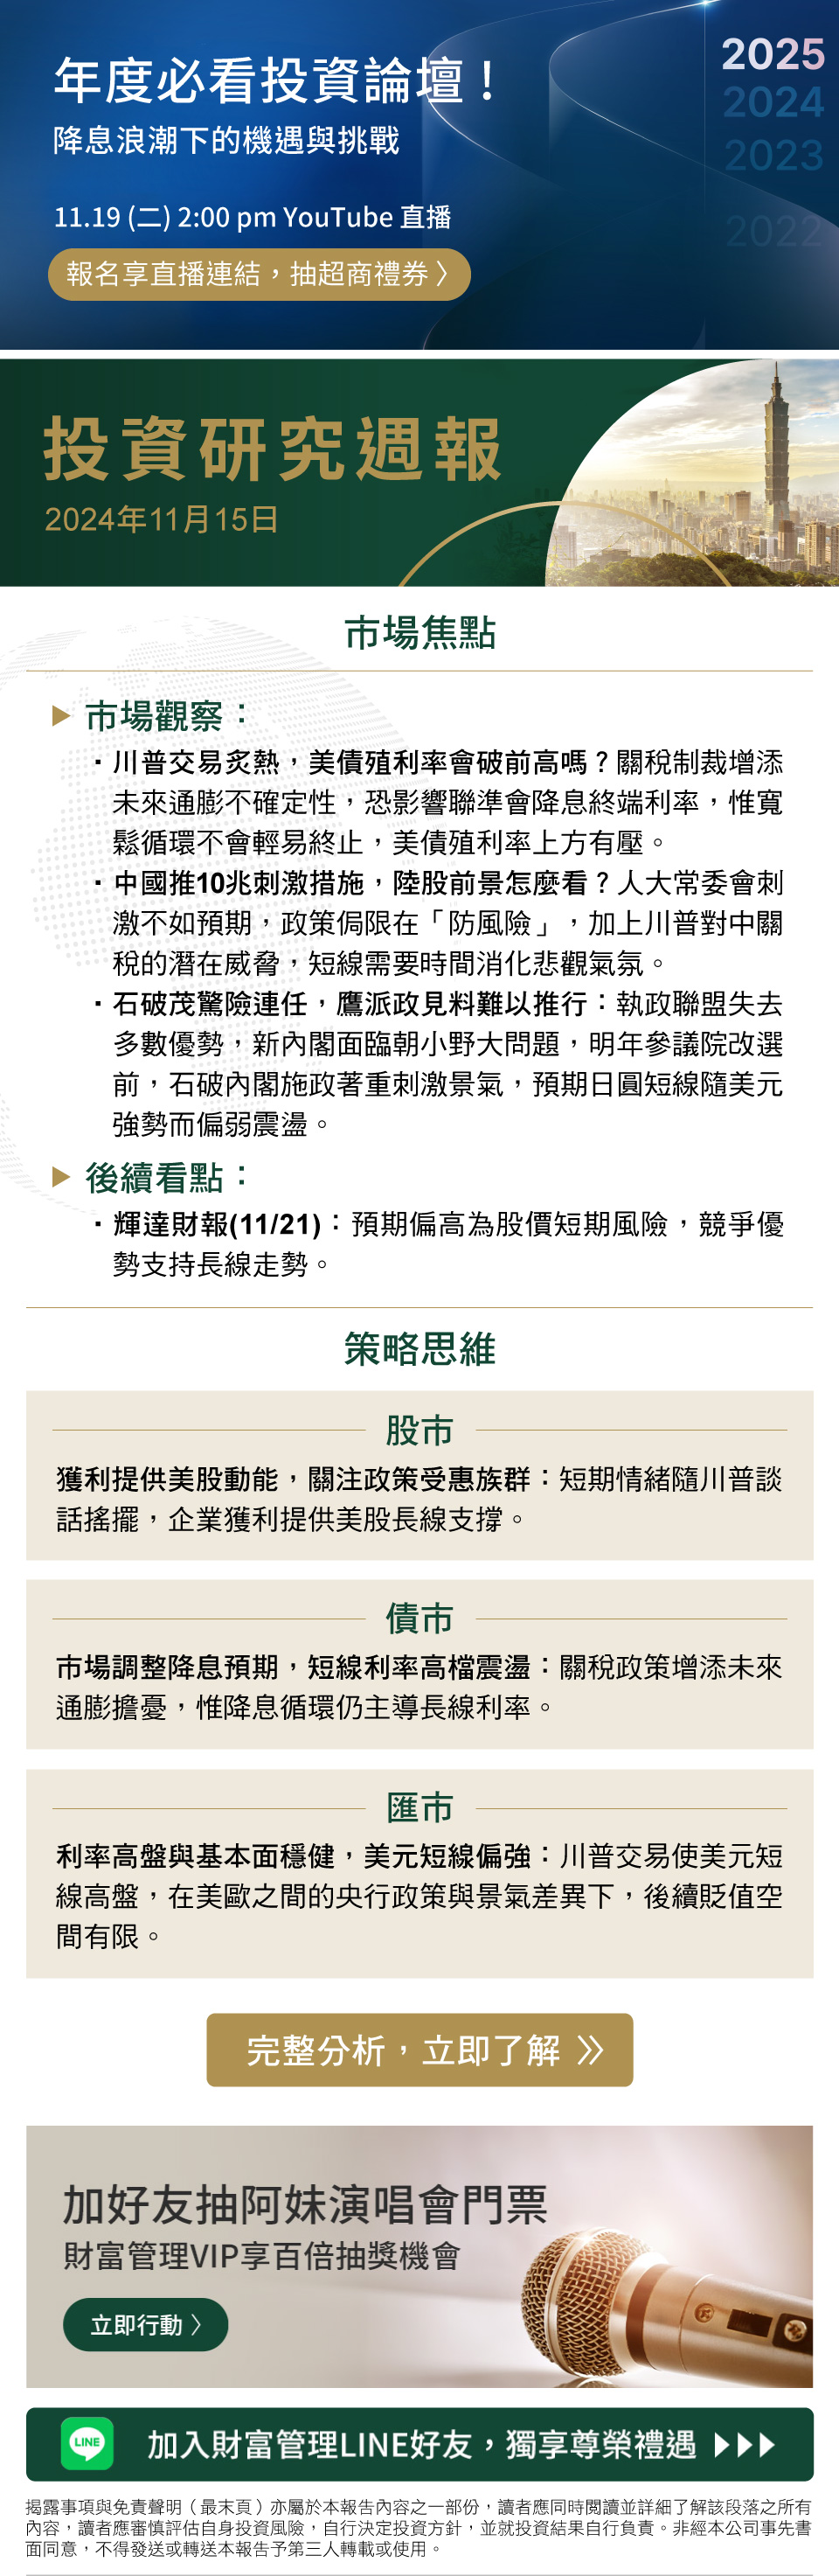 年度必看投資論壇！
降息浪潮下的機遇與挑戰
11.19 (二) 2:00 pm YouTube 直播
報名享直播連結，抽超商禮券 〉
2025
2024
2023
2022
投資研究週報
2024年11月15日
市場焦點
▶ 市場觀察：
・川普交易炙熱，美債殖利率會破前高嗎？關稅制裁增添
未來通膨不確定性，恐影響聯準會降息終端利率，惟寬
鬆循環不會輕易終止，美債殖利率上方有壓。
・中國推10兆刺激措施，陸股前景怎麼看？人大常委會刺
激不如預期，政策侷限在「防風險」，加上川普對中關
稅的潛在威脅，短線需要時間消化悲觀氣氛。
・石破茂驚險連任，鷹派政見料難以推行：執政聯盟失去
多數優勢，新內閣面臨朝小野大問題，明年參議院改選
前，石破內閣施政著重刺激景氣，預期日圓短線隨美元
強勢而偏弱震盪。
▶ 後續看點：
・輝達財報(11/21)：預期偏高為股價短期風險，競爭優
勢支持長線走勢。
策略思維
股市
獲利提供美股動能，關注政策受惠族群：短期情緒隨川普談
話搖擺，企業獲利提供美股長線支撐。
債市
市場調整降息預期，短線利率高檔震盪：關稅政策增添未來
通膨擔憂，惟降息循環仍主導長線利率。
匯市
利率高盤與基本面穩健，美元短線偏強：川普交易使美元短
線高盤，在美歐之間的央行政策與景氣差異下，後續貶值空
間有限。
完整分析，立即了解 》
加好友抽阿妹演唱會門票
財富管理VIP享百倍抽獎機會
立即行動 〉
LINE
加入財富管理LINE好友，獨享尊榮禮遇 ▶▶▶
揭露事項與免責聲明（最末頁）亦屬於本報告內容之一部份，讀者應同時閱讀並詳細了解該段落之所有
內容，讀者應審慎評估自身投資風險，自行決定投資方針，並就投資結果自行負責。非經本公司事先書
面同意，不得發送或轉送本報告予第三人轉載或使用。